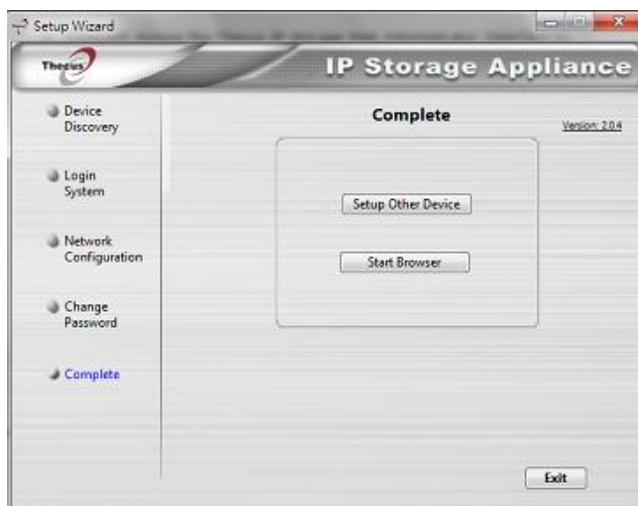 Setup Wizard
Thecus
IP Storage Appliance
Device
Discovery
Login
System
Network
Configuration
Change
Password
Complete
Complete
Version: 2.0.4
Setup Other Device
Start Browser
Exit